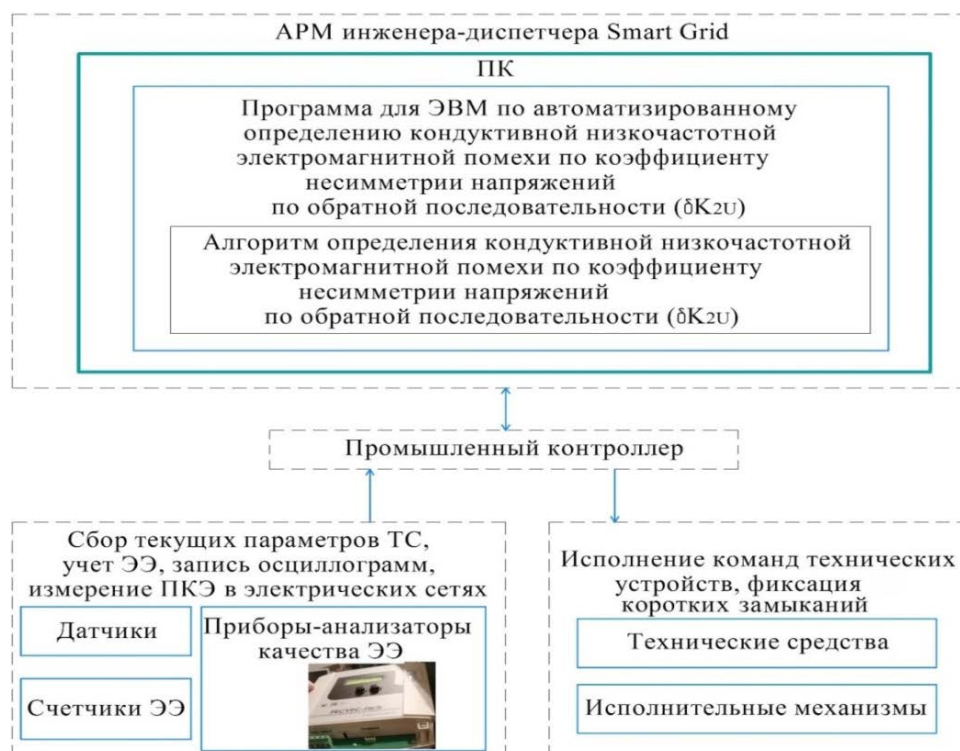 АРМ инженера-диспетчера Smart Grid
ПК
Программа для ЭВМ по автоматизированному
определению кондуктивной низкочастотной
электромагнитной помехи по коэффициенту
несимметрии напряжений
по обратной последовательности (δK2U)
Алгоритм определения кондуктивной низкочастотной
электромагнитной помехи по коэффициенту
несимметрии напряжений
по обратной последовательности (δK2U)
Промышленный контроллер
Сбор текущих параметров ТС,
учет ЭЭ, запись осциллограмм,
измерение ПКЭ в электрических сетях
Датчики
Счетчики ЭЭ
Приборы-анализаторы
качества ЭЭ
Исполнение команд технических
устройств, фиксация
коротких замыканий
Технические средства
Исполнительные механизмы